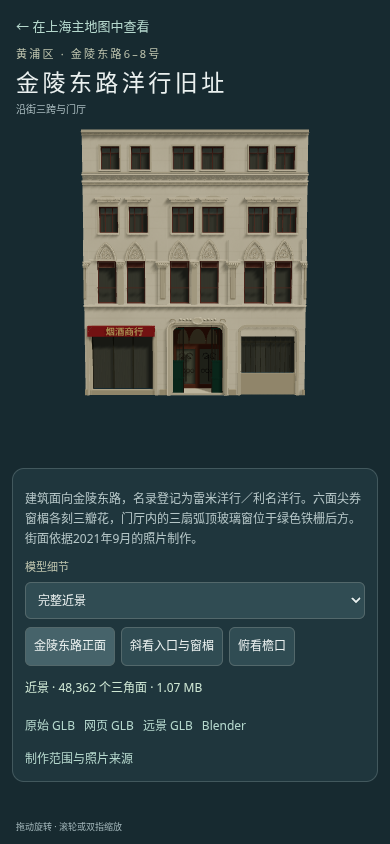 ← 在上海主地图中查看
黄浦区 · 金陵东路6–8号
金陵东路洋行旧址
沿街三跨与门厅
烟酒商行
建筑面向金陵东路，名录登记为雷米洋行／利名洋行。六面尖券
窗楣各刻三瓣花，门厅内的三扇弧顶玻璃窗位于绿色铁栅后方。
街面依据2021年9月的照片制作。
模型细节
完整近景
金陵东路正面
斜看入口与窗楣
俯看檐口
近景 · 48,362 个三角面 · 1.07 MB
原始 GLB 网页 GLB 远景 GLB Blender
制作范围与照片来源
拖动旋转 · 滚轮或双指缩放